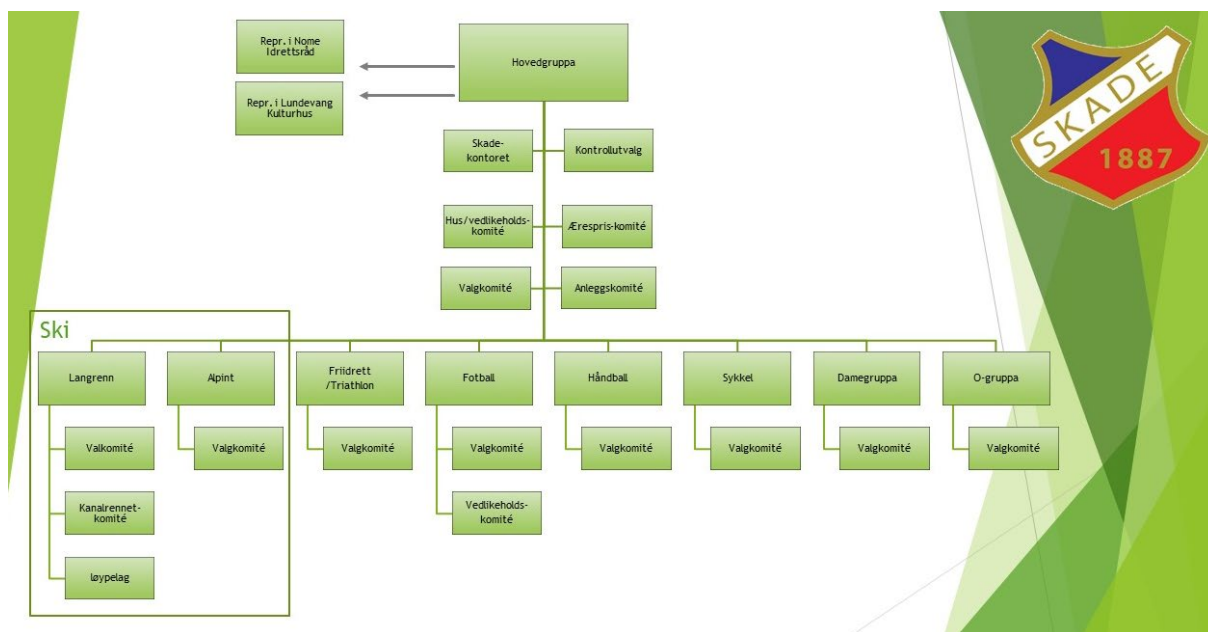 Repr. i Nome
Idrettsråd
Hovedgruppa
Repr. i Lundevang
Kulturhus
SKADE
1887
Skade-
kontoret
Kontrollutvalg
Hus/vedlikeholds-
komité
Ærespris-komité
Valgkomité
Anleggskomité
Ski
Langrenn
Alpint
Friidrett
/Triathlon
Fotball
Håndball
Sykkel
Damegruppa
O-gruppa
Valkomité
Valgkomité
Valgkomité
Valgkomité
Valgkomité
Valgkomité
Valgkomité
Valgkomité
Kanalrennet-
komité
Vedlikeholds-
komité
løypelag